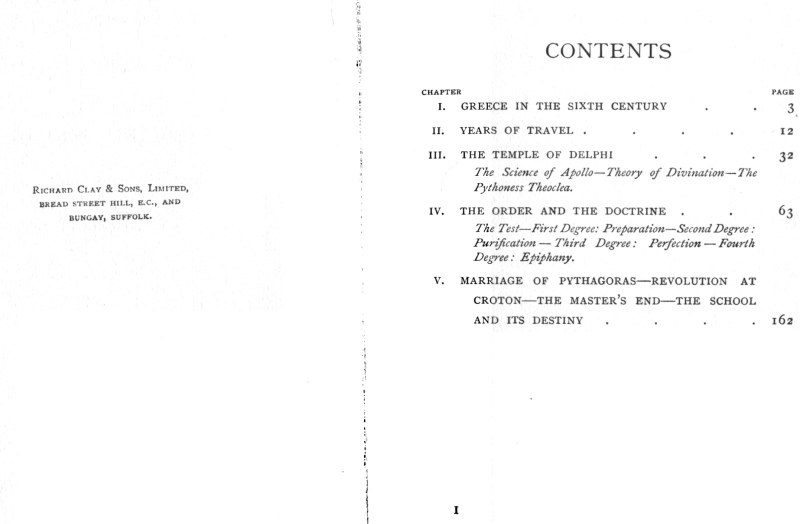 RICHARD CLAY & SONS, LIMITED,
BREAD STREET HILL, E.C., AND
BUNGAY, SUFFOLK.
CONTENTS
CHAPTER PAGE
I. GREECE IN THE SIXTH CENTURY . . 3
II. YEARS OF TRAVEL . . . . 12
III. THE TEMPLE OF DELPHI . . . 32
The Science of Apollo—Theory of Divination—The
Pythoness Theoclea.
IV. THE ORDER AND THE DOCTRINE . . 63
The Test—First Degree: Preparation—Second Degree:
Purification—Third Degree: Perfection—Fourth
Degree: Epiphany.
V. MARRIAGE OF PYTHAGORAS—REVOLUTION AT
CROTON—THE MASTER'S END—THE SCHOOL
AND ITS DESTINY . . . . 162
I